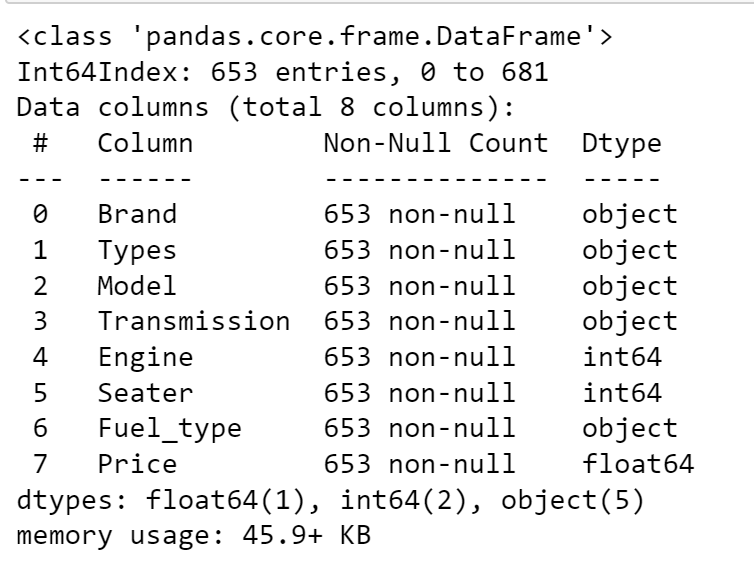 <class 'pandas.core.frame.DataFrame'>
Int64Index: 653 entries, 0 to 681
Data columns (total 8 columns):
 #   Column        Non-Null Count  Dtype
---  ------        --------------  -----
 0   Brand         653 non-null    object
 1   Types         653 non-null    object
 2   Model         653 non-null    object
 3   Transmission  653 non-null    object
 4   Engine        653 non-null    int64
 5   Seater        653 non-null    int64
 6   Fuel_type     653 non-null    object
 7   Price         653 non-null    float64
dtypes: float64(1), int64(2), object(5)
memory usage: 45.9+ KB